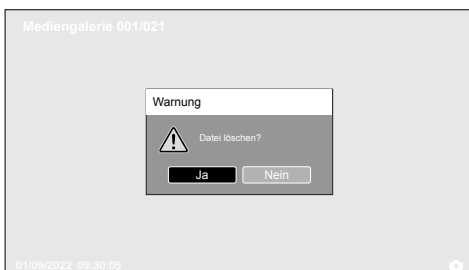 Mediengalerie 001/021
Warnung
Datei löschen?
Ja Nein
01/09/2022 09:30:05